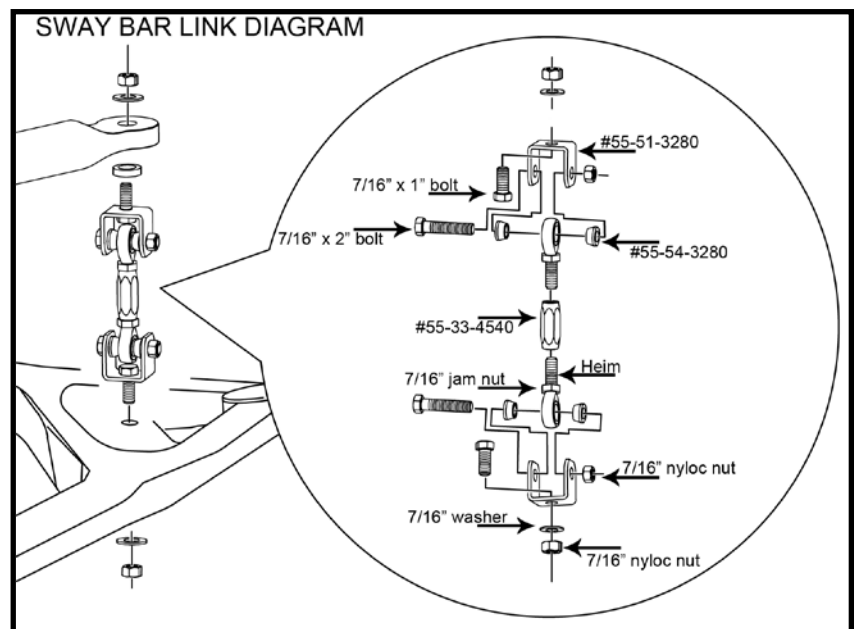 SWAY BAR LINK DIAGRAM
#55-51-3280
7/16” x 1” bolt
7/16” x 2” bolt
#55-54-3280
#55-33-4540
Heim
7/16” jam nut
7/16” nyloc nut
7/16” washer
7/16” nyloc nut